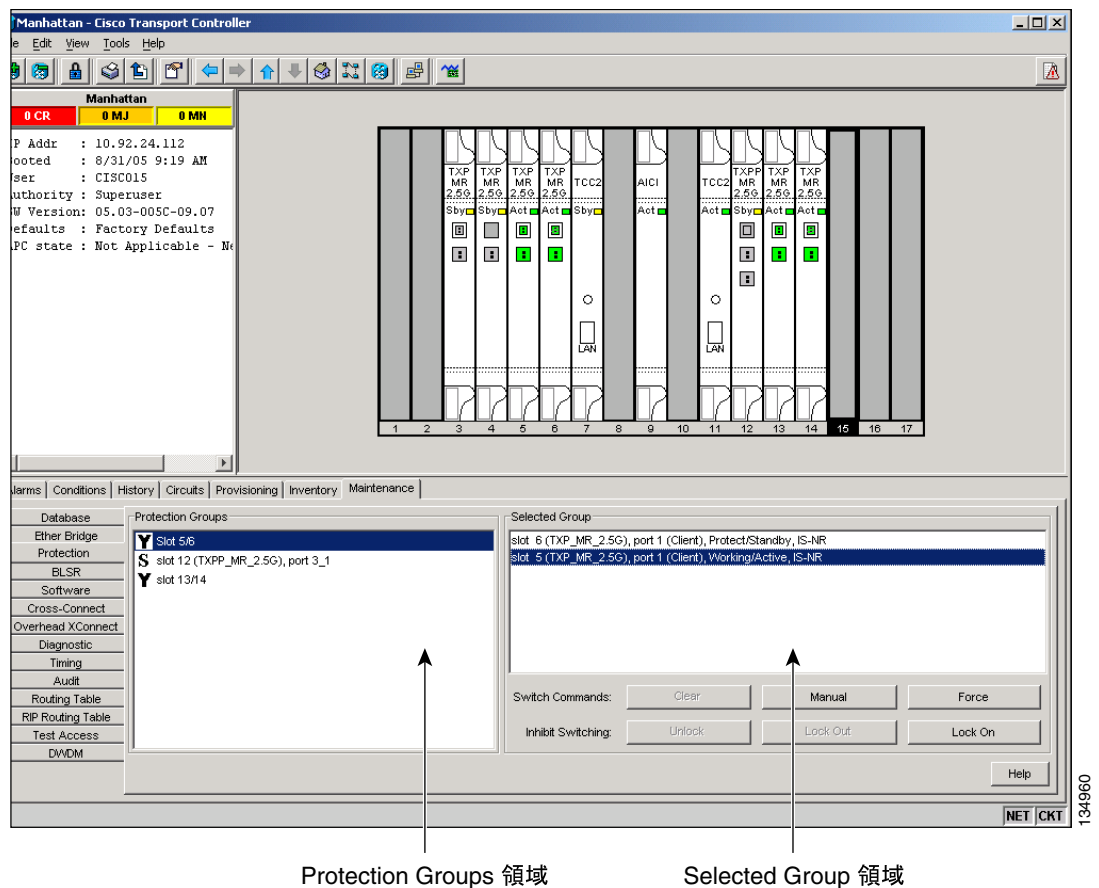 Manhattan - Cisco Transport Controller
le Edit View Tools Help
Manhattan
0 CR 0 MJ 0 MN
IP Addr : 10.92.24.112
ooted : 8/31/05 9:19 AM
ser : CISCO15
uthority : Superuser
SW Version: 05.03-005C-09.07
efaults : Factory Defaults
APC state : Not Applicable - Ne
TXP MR 2.5G TXP MR 2.5G TXP MR 2.5G TXP MR 2.5G TCC2 AICI TCC2 TXPP MR 2.5G TXP MR 2.5G TXP MR 2.5G
Sby Sby Act Act Sby Act Act Sby Act Act
LAN LAN
1 2 3 4 5 6 7 8 9 10 11 12 13 14 15 16 17
larms Conditions History Circuits Provisioning Inventory Maintenance
Database
Ether Bridge
Protection
BLSR
Software
Cross-Connect
Overhead XConnect
Diagnostic
Timing
Audit
Routing Table
RIP Routing Table
Test Access
DWDM
Protection Groups
Y Slot 5/6
S slot 12 (TXPP_MR_2.5G), port 3_1
Y slot 13/14
Selected Group
slot 6 (TXP_MR_2.5G), port 1 (Client), Protect/Standby, IS-NR
slot 5 (TXP_MR_2.5G), port 1 (Client), Working/Active, IS-NR
Switch Commands: Clear Manual Force
Inhibit Switching: Unlock Lock Out Lock On
Help
NET CKT
134960
Protection Groups 領域
Selected Group 領域